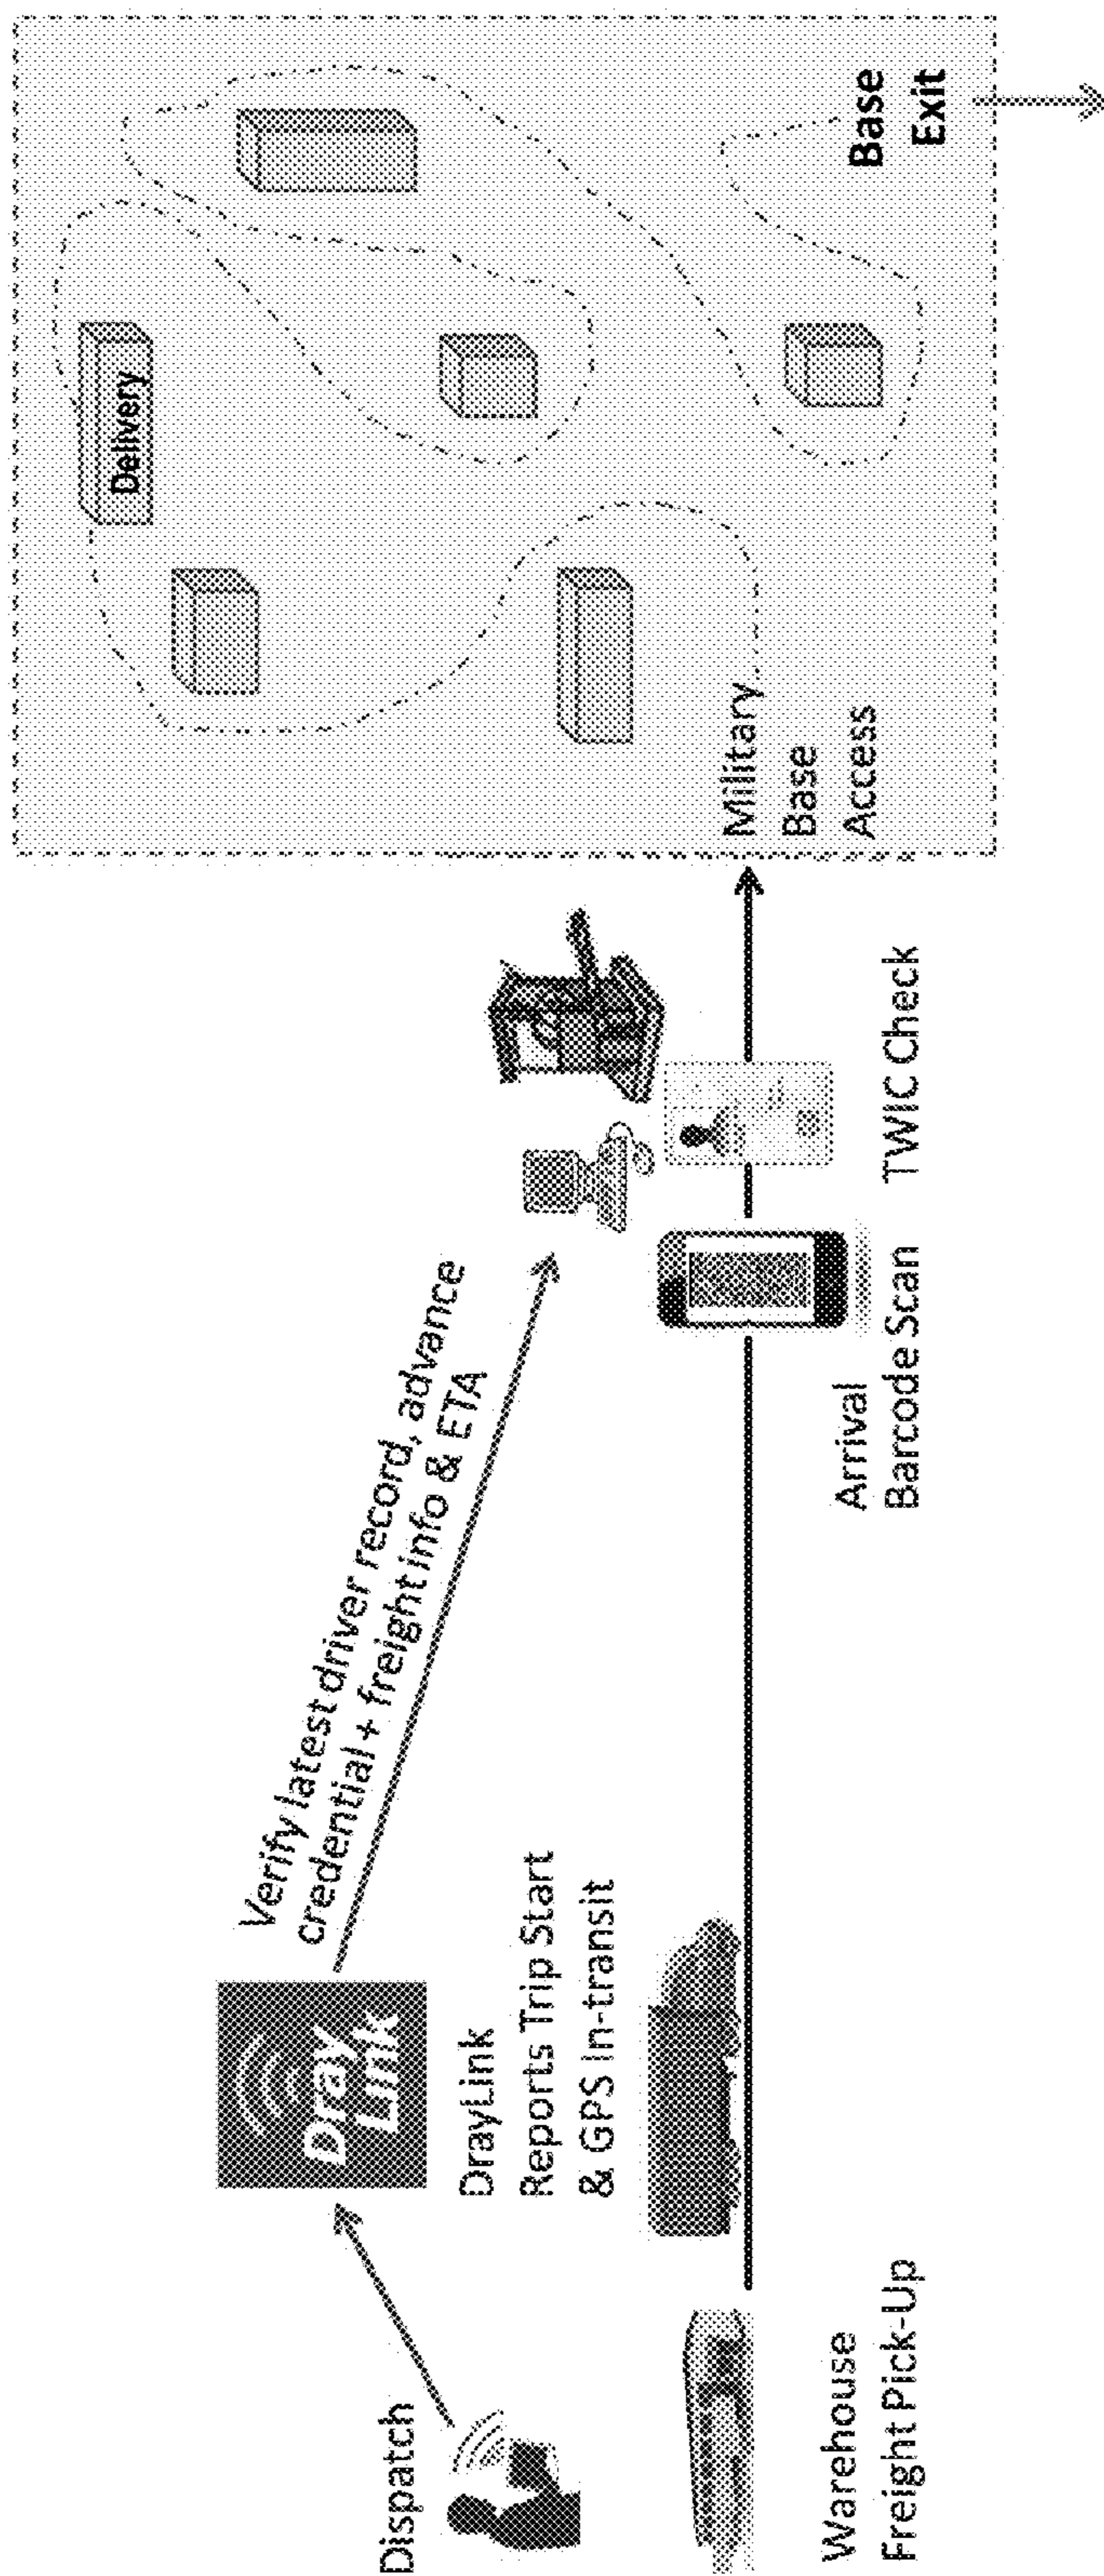 Dispatch
Dray
Link
Verify latest driver record, advance
credential + freight info & ETA
DrayLink
Reports Trip Start
& GPS In-transit
Warehouse
Freight Pick-Up
Arrival
Barcode Scan
TWIC Check
Military
Base
Access
Delivery
Base
Exit